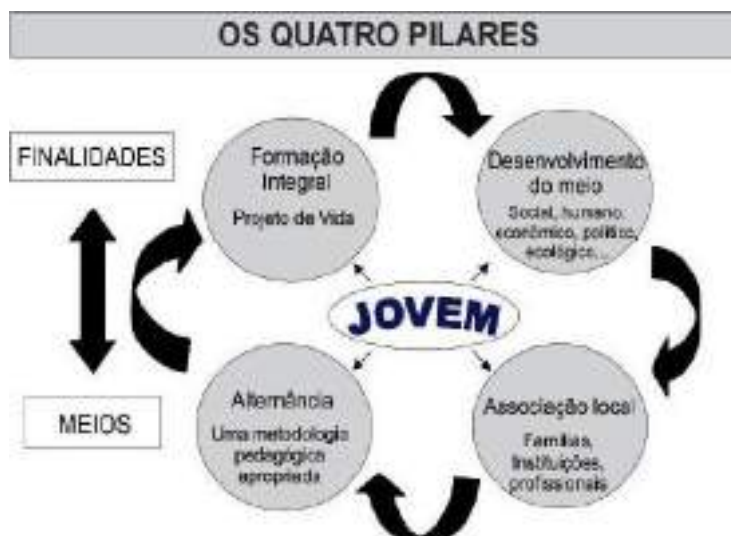 OS QUATRO PILARES
FINALIDADES
Formação
Integral
Projeto de Vida
Desenvolvimento
do meio
Social, humano,
econômico, político,
ecológico...
JOVEM
MEIOS
Alternância
Uma metodologia
pedagógica
apropriada
Associação local
Famílias,
Instituições,
profissionais